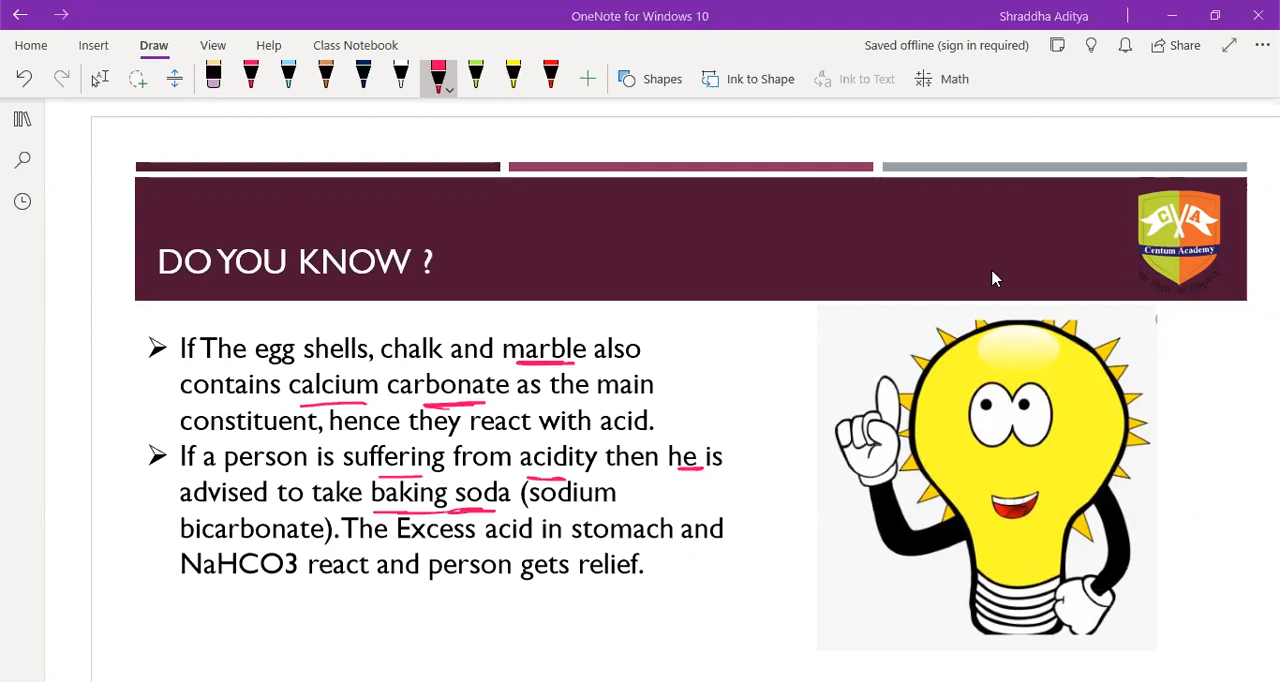 OneNote for Windows 10
Shraddha Aditya
Home Insert Draw View Help Class Notebook
Saved offline (sign in required)
Share
Shapes
Ink to Shape
Ink to Text
Math
DO YOU KNOW ?
C A
Centum Academy
➢ If The egg shells, chalk and marble also
contains calcium carbonate as the main
constituent, hence they react with acid.
➢ If a person is suffering from acidity then he is
advised to take baking soda (sodium
bicarbonate). The Excess acid in stomach and
NaHCO3 react and person gets relief.